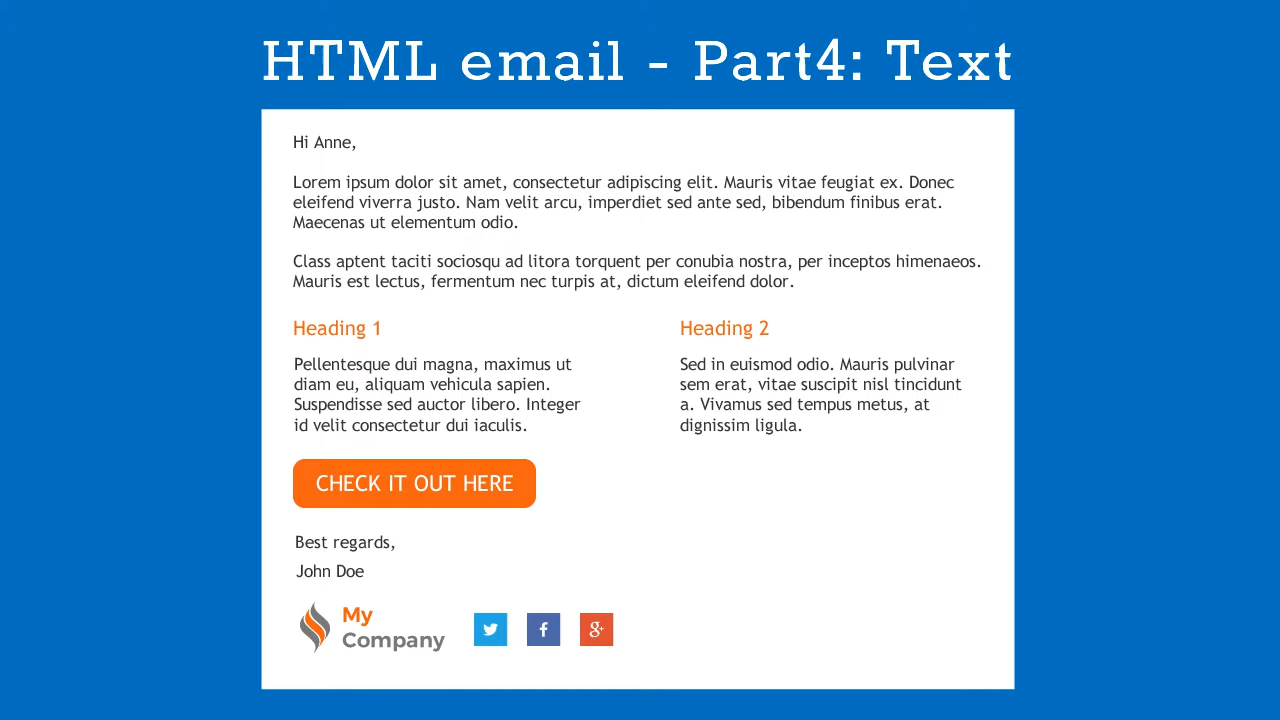 HTML email - Part4: Text
Hi Anne,
Lorem ipsum dolor sit amet, consectetur adipiscing elit. Mauris vitae feugiat ex. Donec
eleifend viverra justo. Nam velit arcu, imperdiet sed ante sed, bibendum finibus erat.
Maecenas ut elementum odio.
Class aptent taciti sociosqu ad litora torquent per conubia nostra, per inceptos himenaeos.
Mauris est lectus, fermentum nec turpis at, dictum eleifend dolor.
Heading 1
Pellentesque dui magna, maximus ut
diam eu, aliquam vehicula sapien.
Suspendisse sed auctor libero. Integer
id velit consectetur dui iaculis.
Heading 2
Sed in euismod odio. Mauris pulvinar
sem erat, vitae suscipit nisl tincidunt
a. Vivamus sed tempus metus, at
dignissim ligula.
CHECK IT OUT HERE
Best regards,
John Doe
My
Company
f
g+